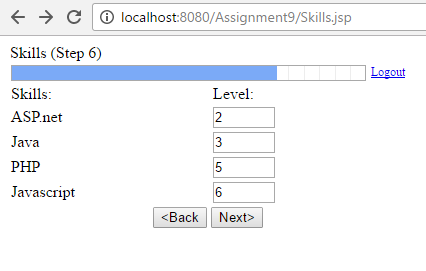 localhost:8080/Assignment9/Skills.jsp
Skills (Step 6)
Logout
Skills: Level:
ASP.net 2
Java 3
PHP 5
Javascript 6
<Back Next>